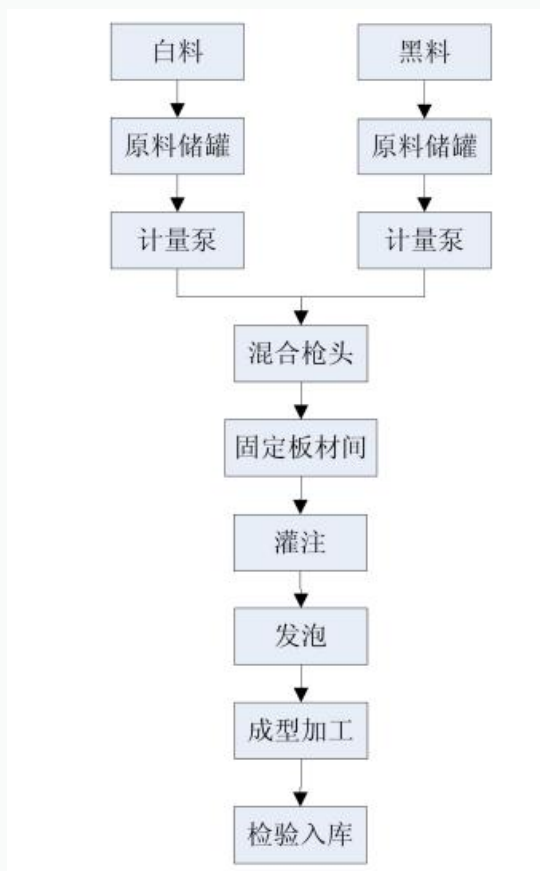 白料
黑料
原料储罐
原料储罐
计量泵
计量泵
混合枪头
固定板材间
灌注
发泡
成型加工
检验入库